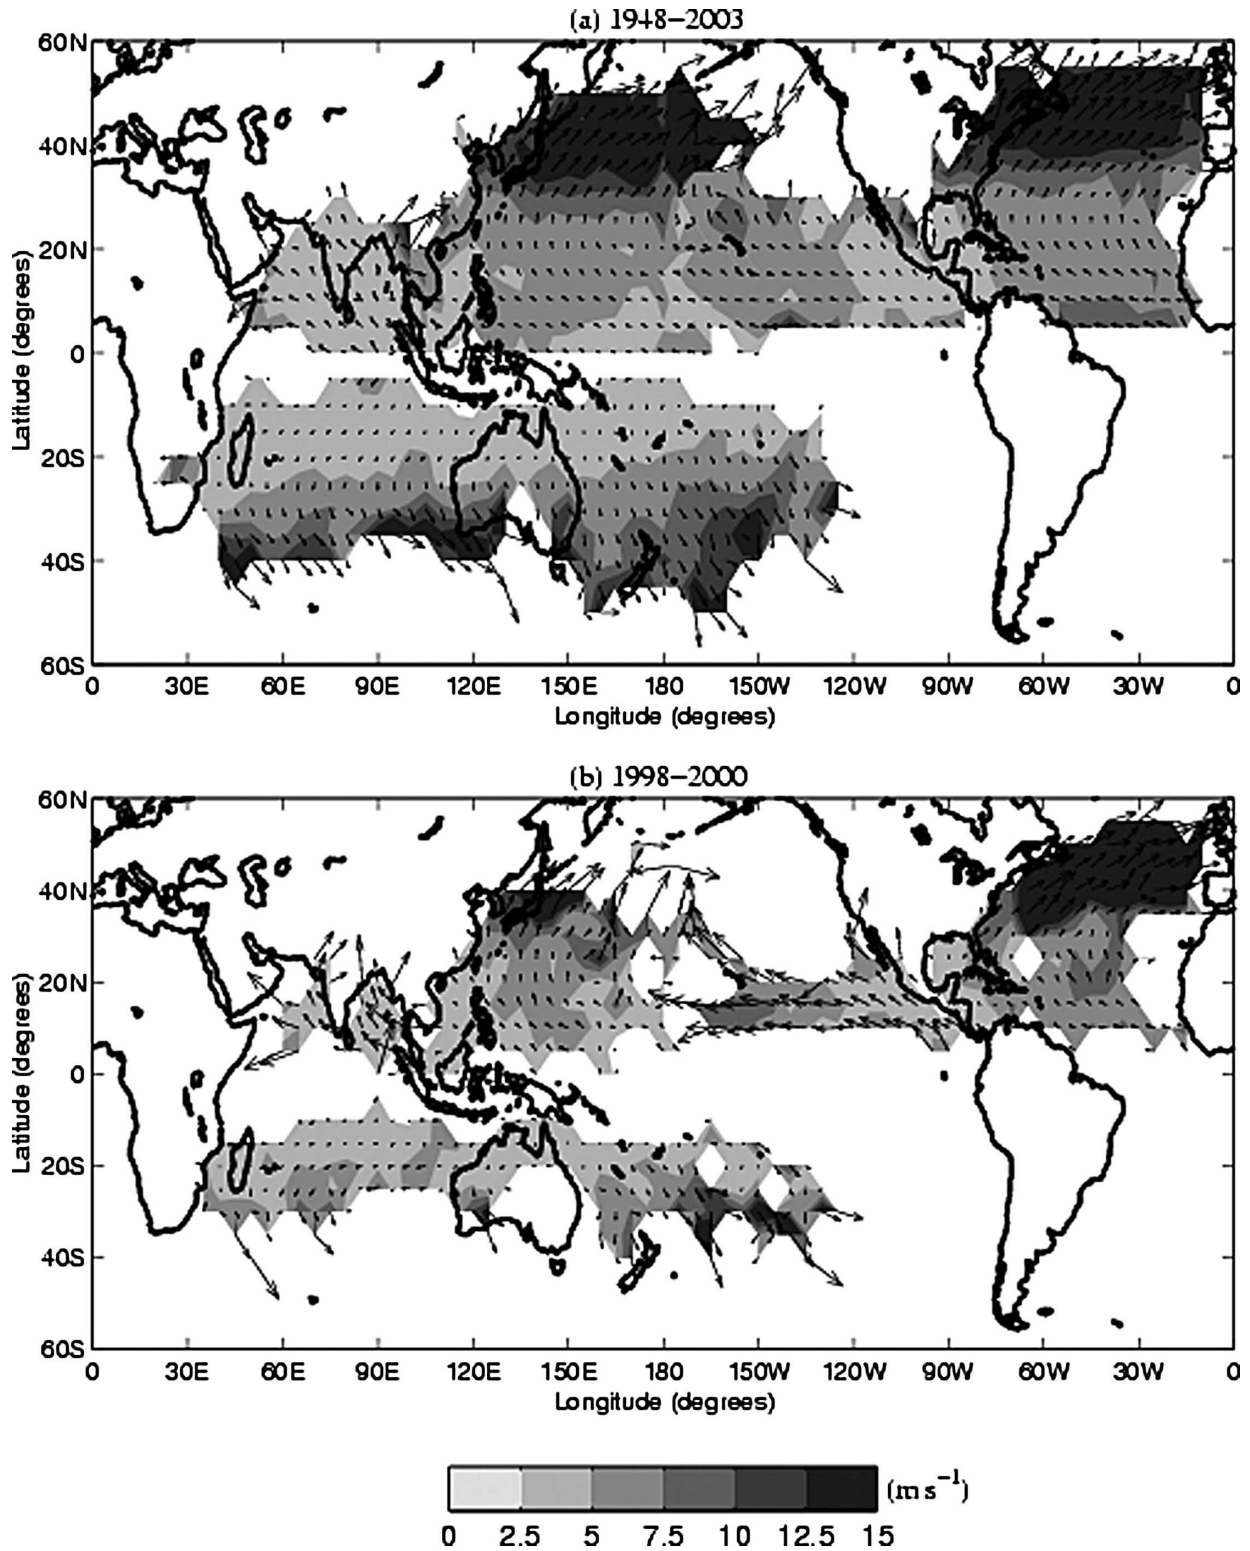 (a) 1948–2003
60N
40N
20N
0
20S
40S
60S
Latitude (degrees)
0 30E 60E 90E 120E 150E 180 150W 120W 90W 60W 30W 0
Longitude (degrees)
(b) 1998–2000
60N
40N
20N
0
20S
40S
60S
Latitude (degrees)
0 30E 60E 90E 120E 150E 180 150W 120W 90W 60W 30W 0
Longitude (degrees)
(m s⁻¹)
0 2.5 5 7.5 10 12.5 15